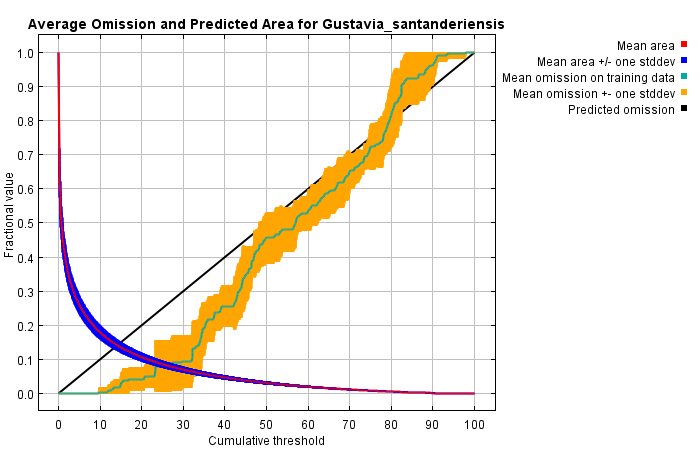 Average Omission and Predicted Area for Gustavia_santanderiensis
Mean area
Mean area +/- one stddev
Mean omission on training data
Mean omission +- one stddev
Predicted omission
Fractional value
1.0
0.9
0.8
0.7
0.6
0.5
0.4
0.3
0.2
0.1
0.0
0 10 20 30 40 50 60 70 80 90 100
Cumulative threshold